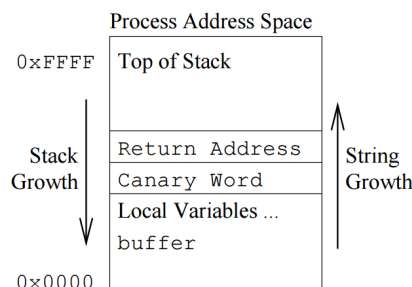 Process Address Space
0xFFFF
Top of Stack
Return Address
Stack
Growth
String
Growth
Canary Word
Local Variables ...
buffer
0x0000